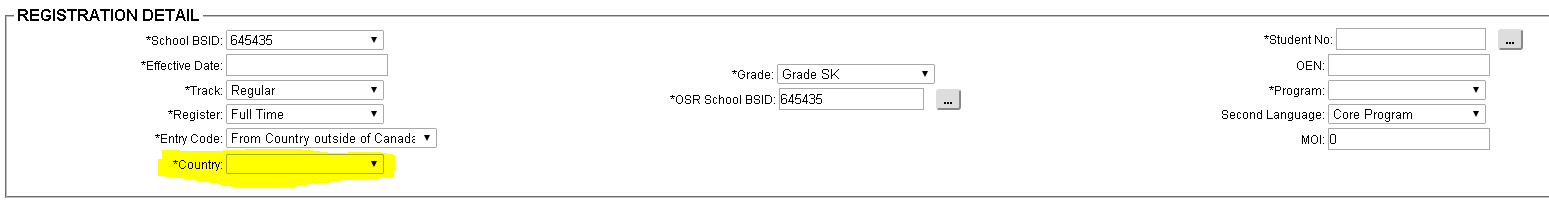 REGISTRATION DETAIL
*School BSID: 645435
*Effective Date:
*Track: Regular
*Register: Full Time
*Entry Code: From Country outside of Canada
*Country:
*Grade: Grade SK
*OSR School BSID: 645435 ...
*Student No: ...
OEN:
*Program:
Second Language: Core Program
MOI: 0